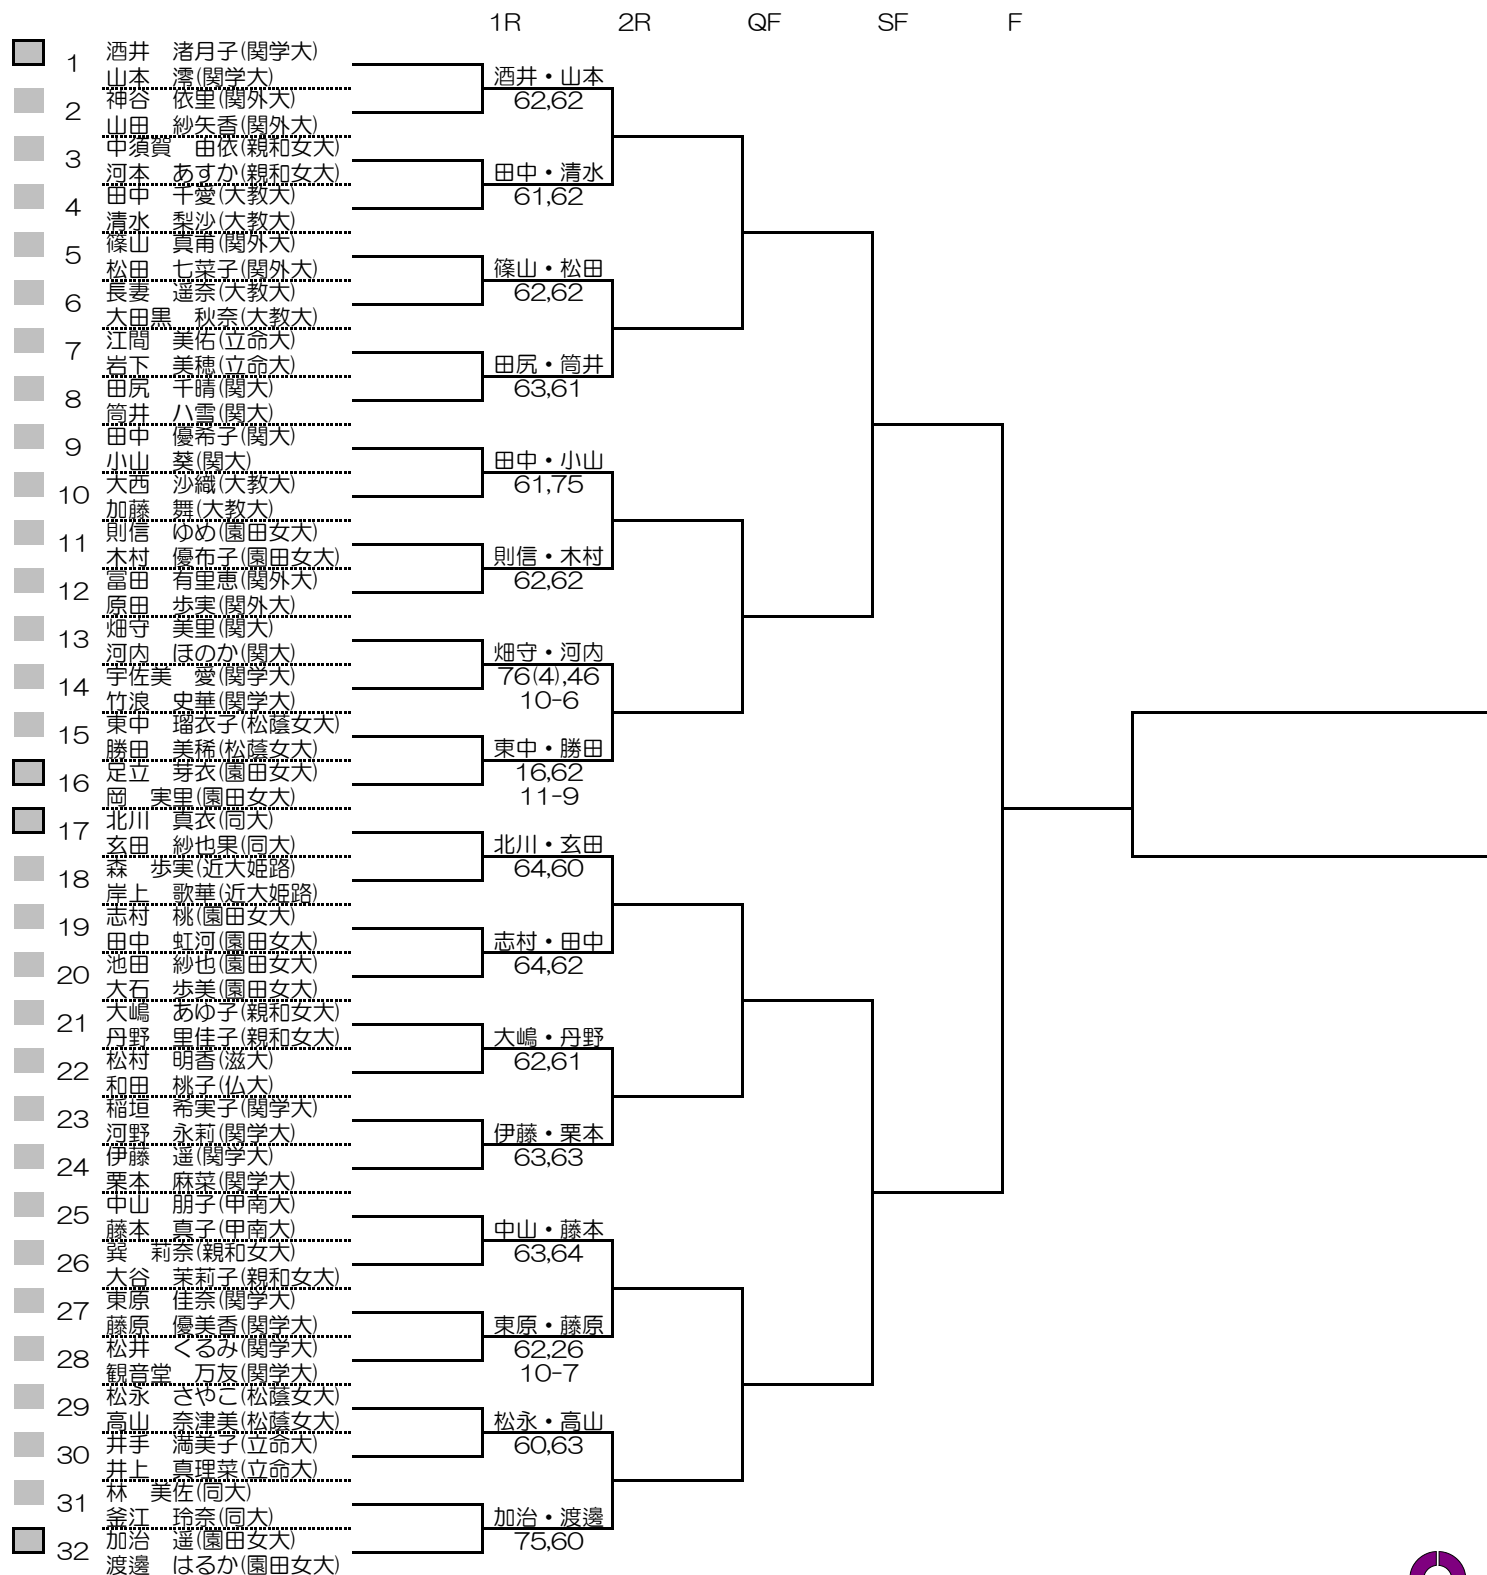 1R 2R QF SF F
1
酒井　渚月子(関学大)
山本　澪(関学大)
酒井・山本
62,62
2
神谷　依里(関外大)
山田　紗矢香(関外大)
3
中須賀　由依(親和女大)
河本　あすか(親和女大)
田中・清水
61,62
4
田中　千愛(大教大)
清水　梨沙(大教大)
5
篠山　真甫(関外大)
松田　七菜子(関外大)
篠山・松田
62,62
6
長妻　遥奈(大教大)
大田黒　秋奈(大教大)
7
江間　美佑(立命大)
岩下　美穂(立命大)
田尻・筒井
63,61
8
田尻　千晴(関大)
筒井　八雪(関大)
9
田中　優希子(関大)
小山　葵(関大)
田中・小山
61,75
10
大西　沙織(大教大)
加藤　舞(大教大)
11
則信　ゆめ(園田女大)
木村　優布子(園田女大)
則信・木村
62,62
12
冨田　有里恵(関外大)
原田　歩実(関外大)
13
畑守　美里(関大)
河内　ほのか(関大)
畑守・河内
76(4),46
10-6
14
宇佐美　愛(関学大)
竹浪　史華(関学大)
15
東中　瑠衣子(松蔭女大)
勝田　美稀(松蔭女大)
東中・勝田
16,62
11-9
16
足立　芽衣(園田女大)
岡　実里(園田女大)
17
北川　真衣(同大)
玄田　紗也果(同大)
北川・玄田
64,60
18
森　歩実(近大姫路)
岸上　歌華(近大姫路)
19
志村　桃(園田女大)
田中　虹河(園田女大)
志村・田中
64,62
20
池田　紗也(園田女大)
大石　歩美(園田女大)
21
大嶋　あゆ子(親和女大)
丹野　里佳子(親和女大)
大嶋・丹野
62,61
22
松村　明香(滋大)
和田　桃子(仏大)
23
稲垣　希実子(関学大)
河野　永莉(関学大)
伊藤・栗本
63,63
24
伊藤　遥(関学大)
栗本　麻菜(関学大)
25
中山　朋子(甲南大)
藤本　真子(甲南大)
中山・藤本
63,64
26
巽　莉奈(親和女大)
大谷　茉莉子(親和女大)
27
東原　佳奈(関学大)
藤原　優美香(関学大)
東原・藤原
62,26
10-7
28
松井　くるみ(関学大)
観音堂　万友(関学大)
29
松永　さやこ(松蔭女大)
高山　奈津美(松蔭女大)
松永・高山
60,63
30
井手　満美子(立命大)
井上　真理菜(立命大)
31
林　美佐(同大)
釜江　玲奈(同大)
加治・渡邊
75,60
32
加治　遥(園田女大)
渡邊　はるか(園田女大)